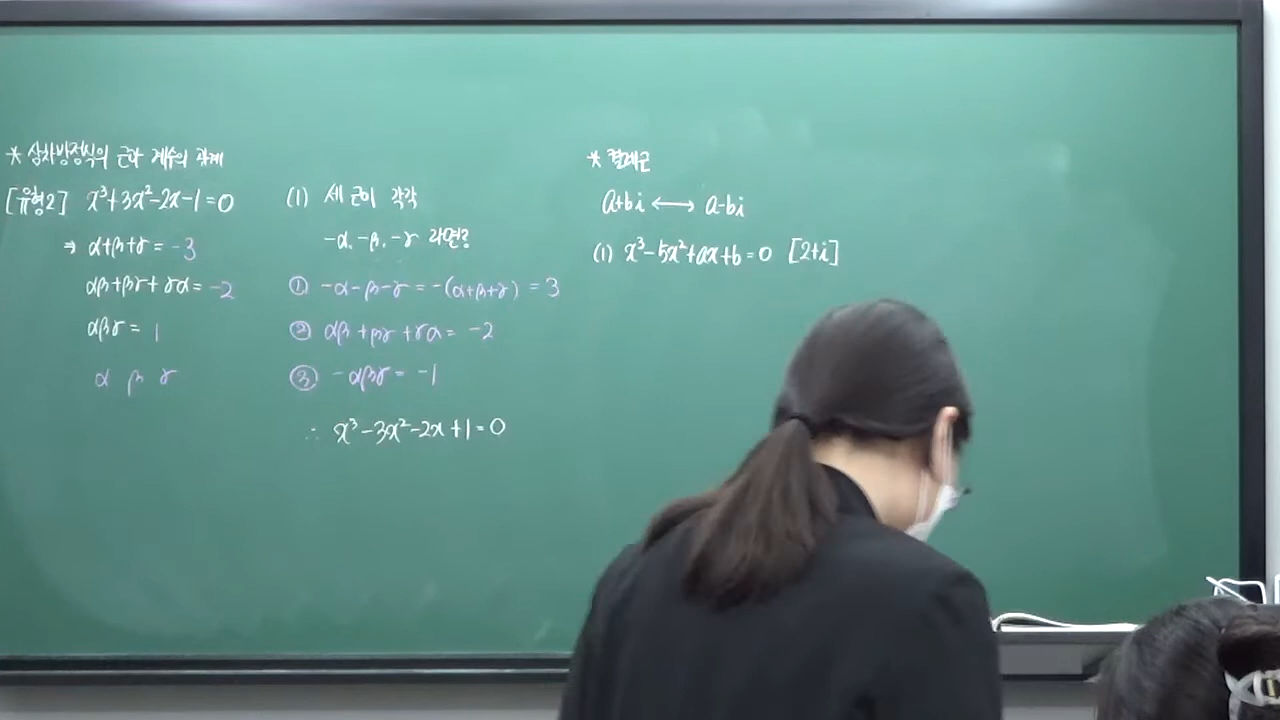 * 삼차방정식의 근과 계수의 관계
[유형2] x³+3x²-2x-1=0
⇒ α+β+γ = -3
αβ+βγ+γα = -2
αβγ = 1
α β γ
(1) 세 근이 각각
-α, -β, -γ 라면?
① -α-β-γ = -(α+β+γ) = 3
② αβ+βγ+γα = -2
③ -αβγ = -1
∴ x³-3x²-2x+1=0
* 켤레근
a+bi ⟷ a-bi
(1) x³-5x²+ax+b=0 [2+i]